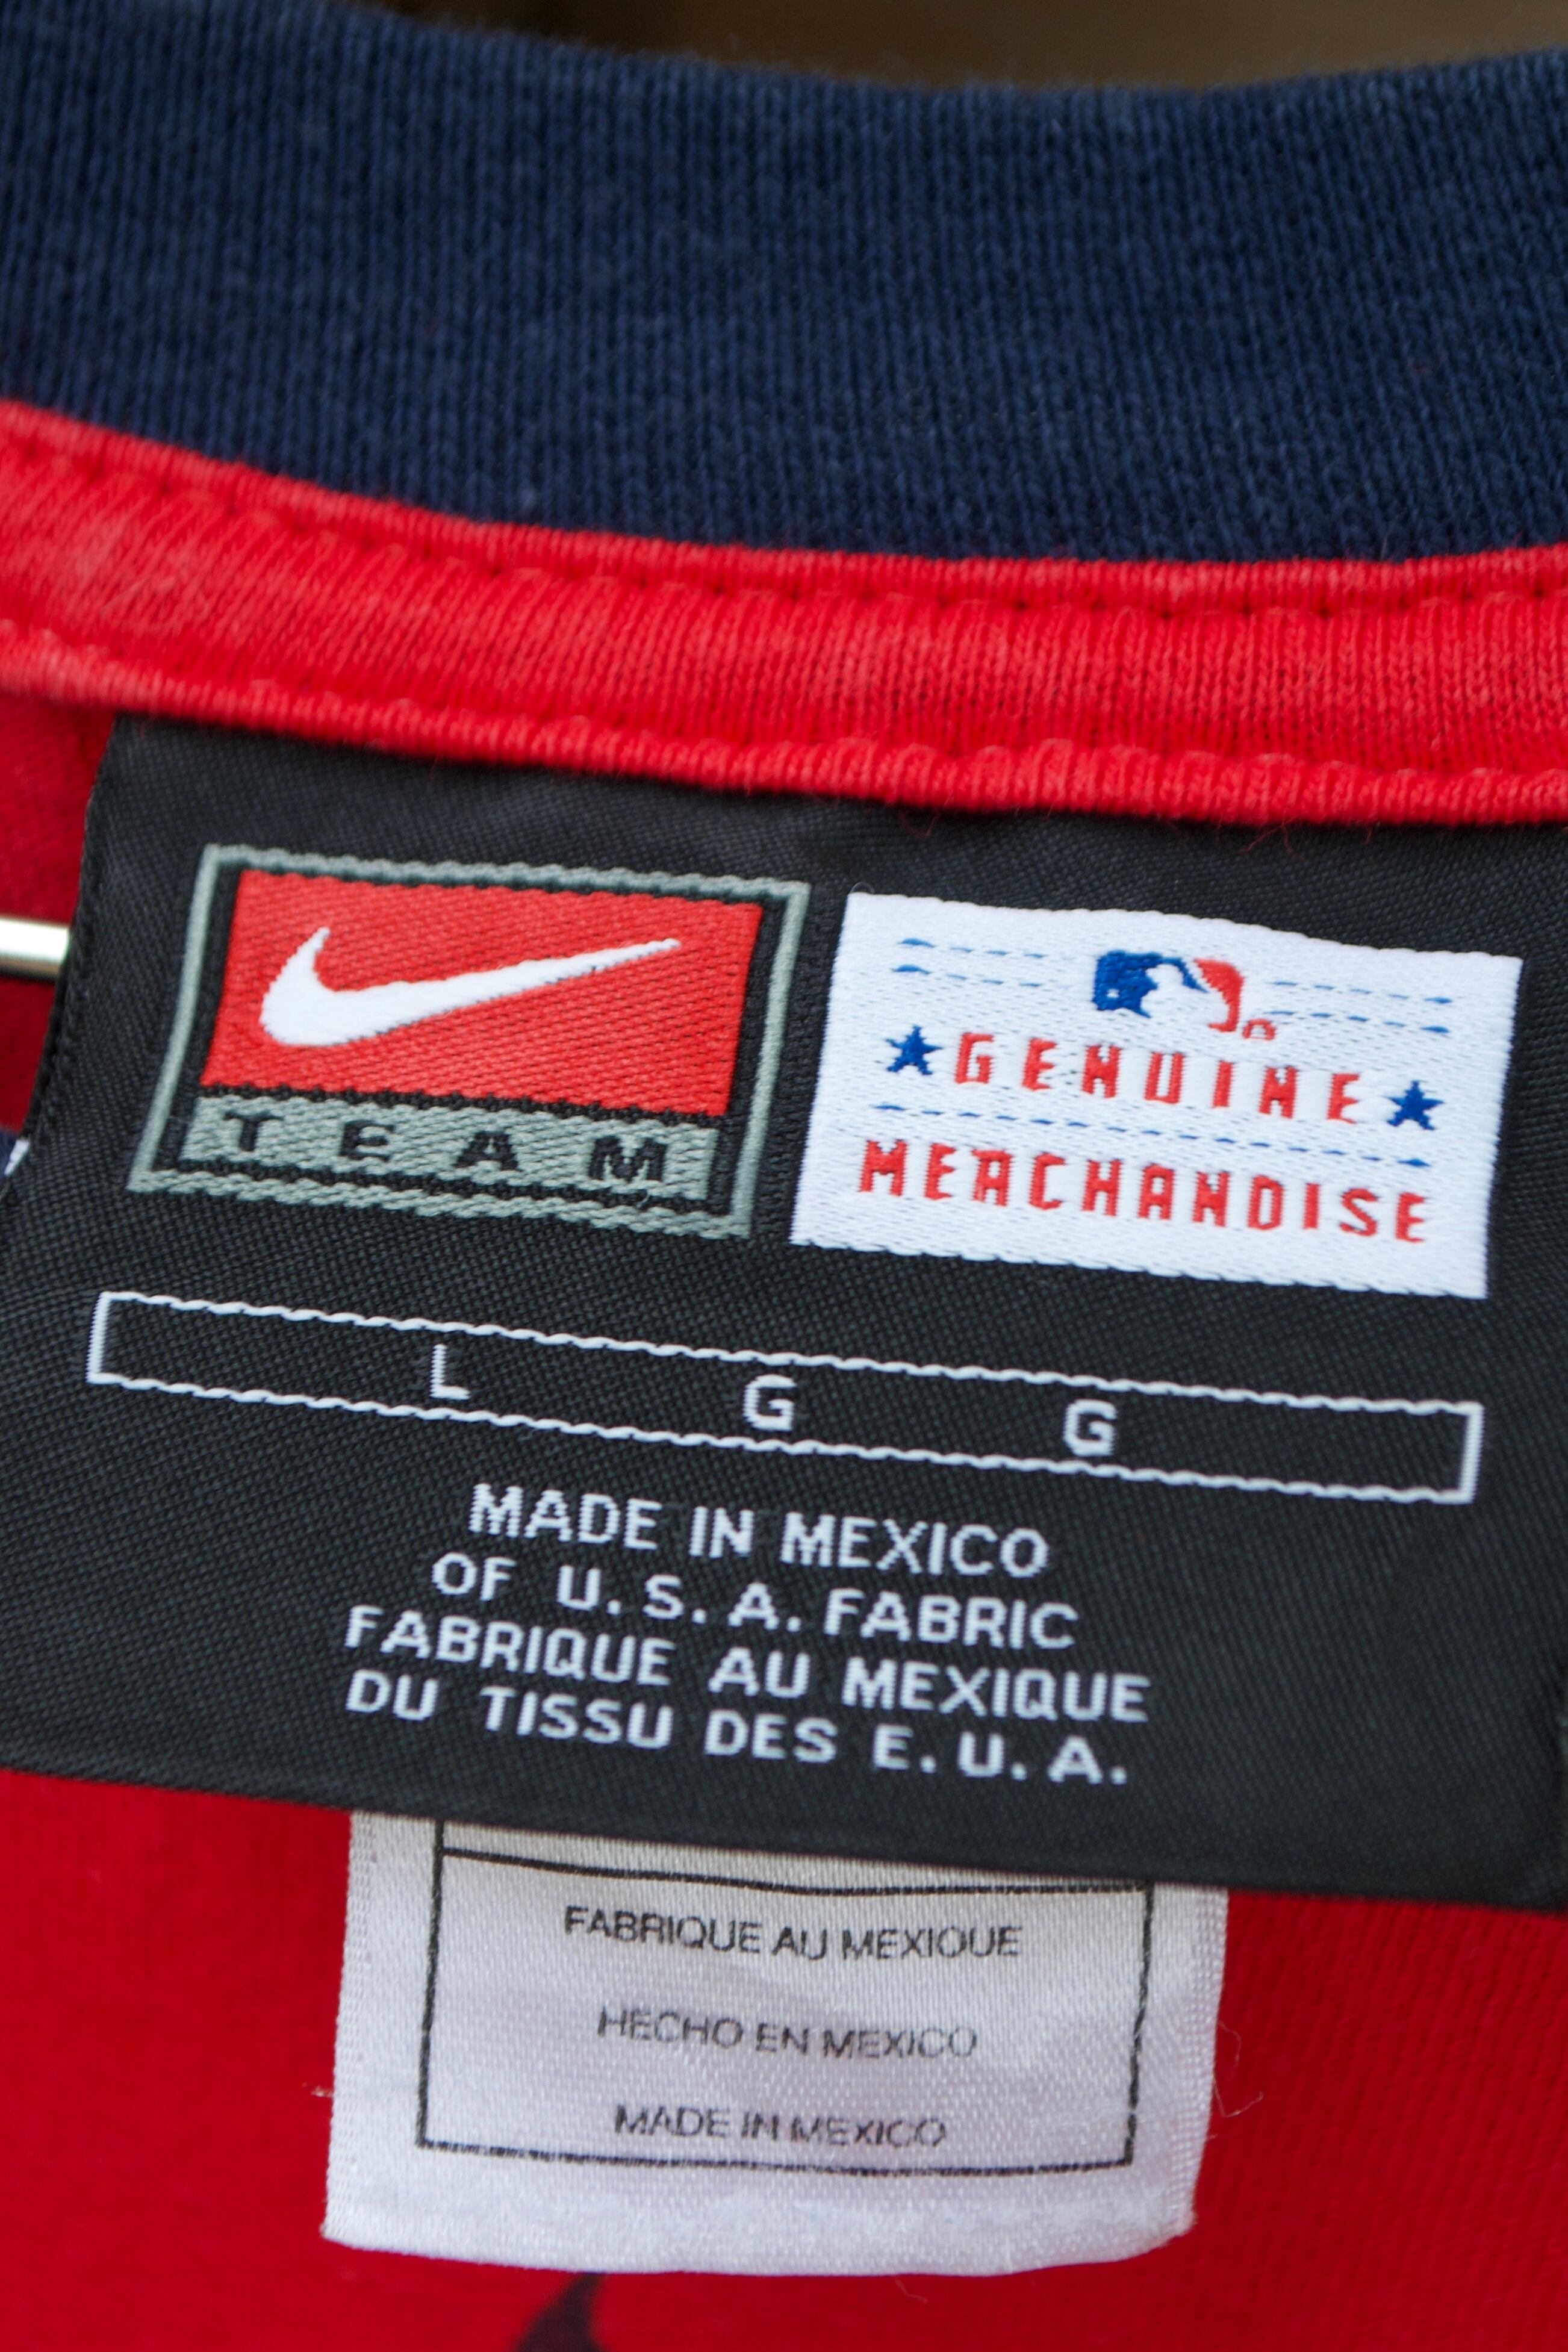 TEAM
GENUINE
MERCHANDISE
L G G
MADE IN MEXICO
OF U.S.A. FABRIC
FABRIQUE AU MEXIQUE
DU TISSU DES E.U.A.
FABRIQUE AU MEXIQUE
HECHO EN MEXICO
MADE IN MEXICO